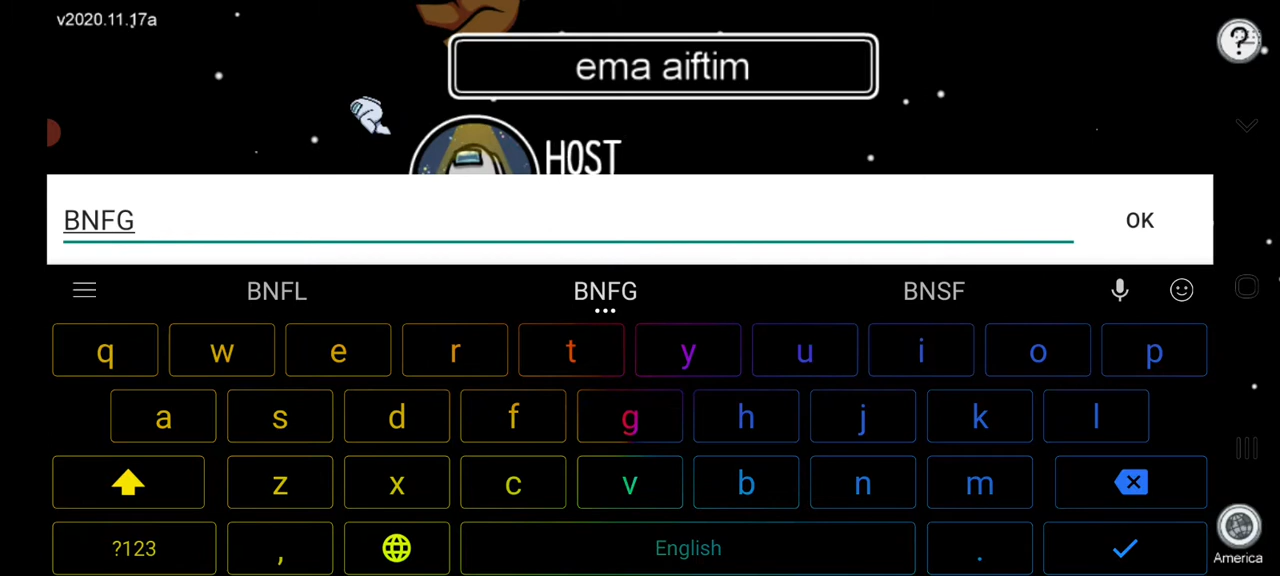 v2020.11.17a
ema aiftim
HOST
BNFG
OK
BNFL BNFG BNSF
q w e r t y u i o p
a s d f g h j k l
z x c v b n m
?123 , English .
America